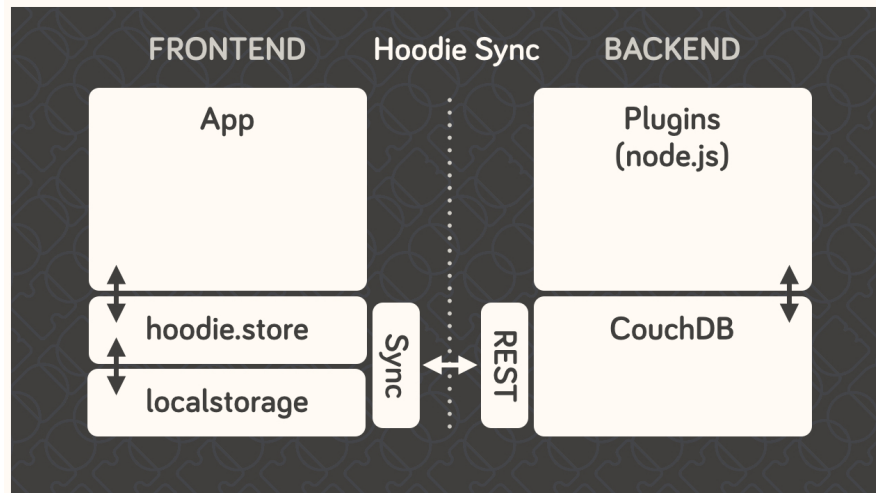 FRONTEND
Hoodie Sync
BACKEND
App
Plugins
(node.js)
hoodie.store
localstorage
Sync
REST
CouchDB